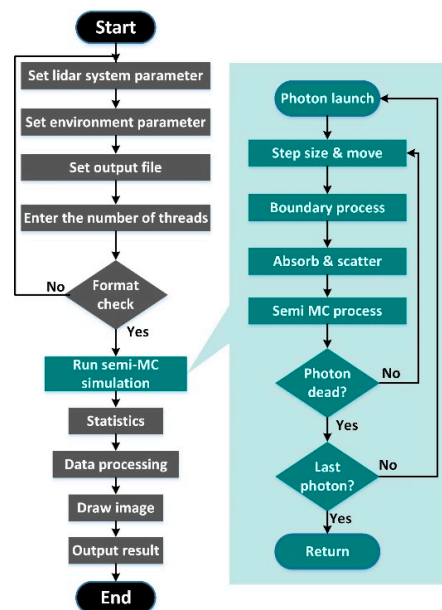 Start
Set lidar system parameter
Set environment parameter
Set output file
Enter the number of threads
No
Format
check
Yes
Run semi-MC
simulation
Statistics
Data processing
Draw image
Output result
End
Photon launch
Step size & move
Boundary process
Absorb & scatter
Semi MC process
Photon
dead?
No
Yes
Last
photon?
No
Yes
Return